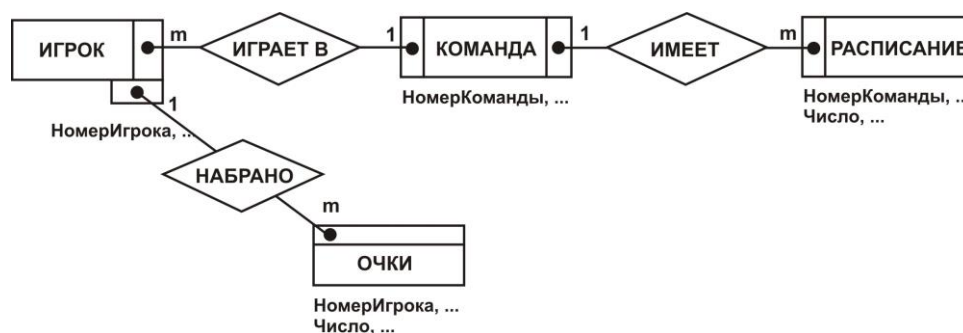 ИГРОК
m
ИГРАЕТ В
1
КОМАНДА
1
ИМЕЕТ
m
РАСПИСАНИЕ
1
НомерИгрока, ...
НомерКоманды, ...
НомерКоманды, ..
Число, ...
НАБРАНО
m
ОЧКИ
НомерИгрока, ...
Число, ...